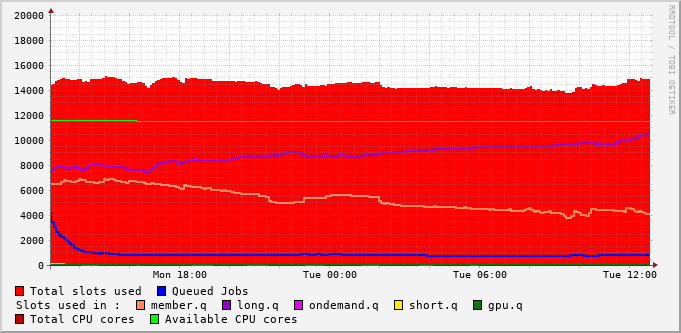 20000
18000
16000
14000
12000
10000
8000
6000
4000
2000
0
Mon 18:00 Tue 00:00 Tue 06:00 Tue 12:00
Total slots used Queued Jobs
Slots used in : member.q long.q ondemand.q short.q gpu.q
Total CPU cores Available CPU cores
RRDTOOL / TOBI OETIKER